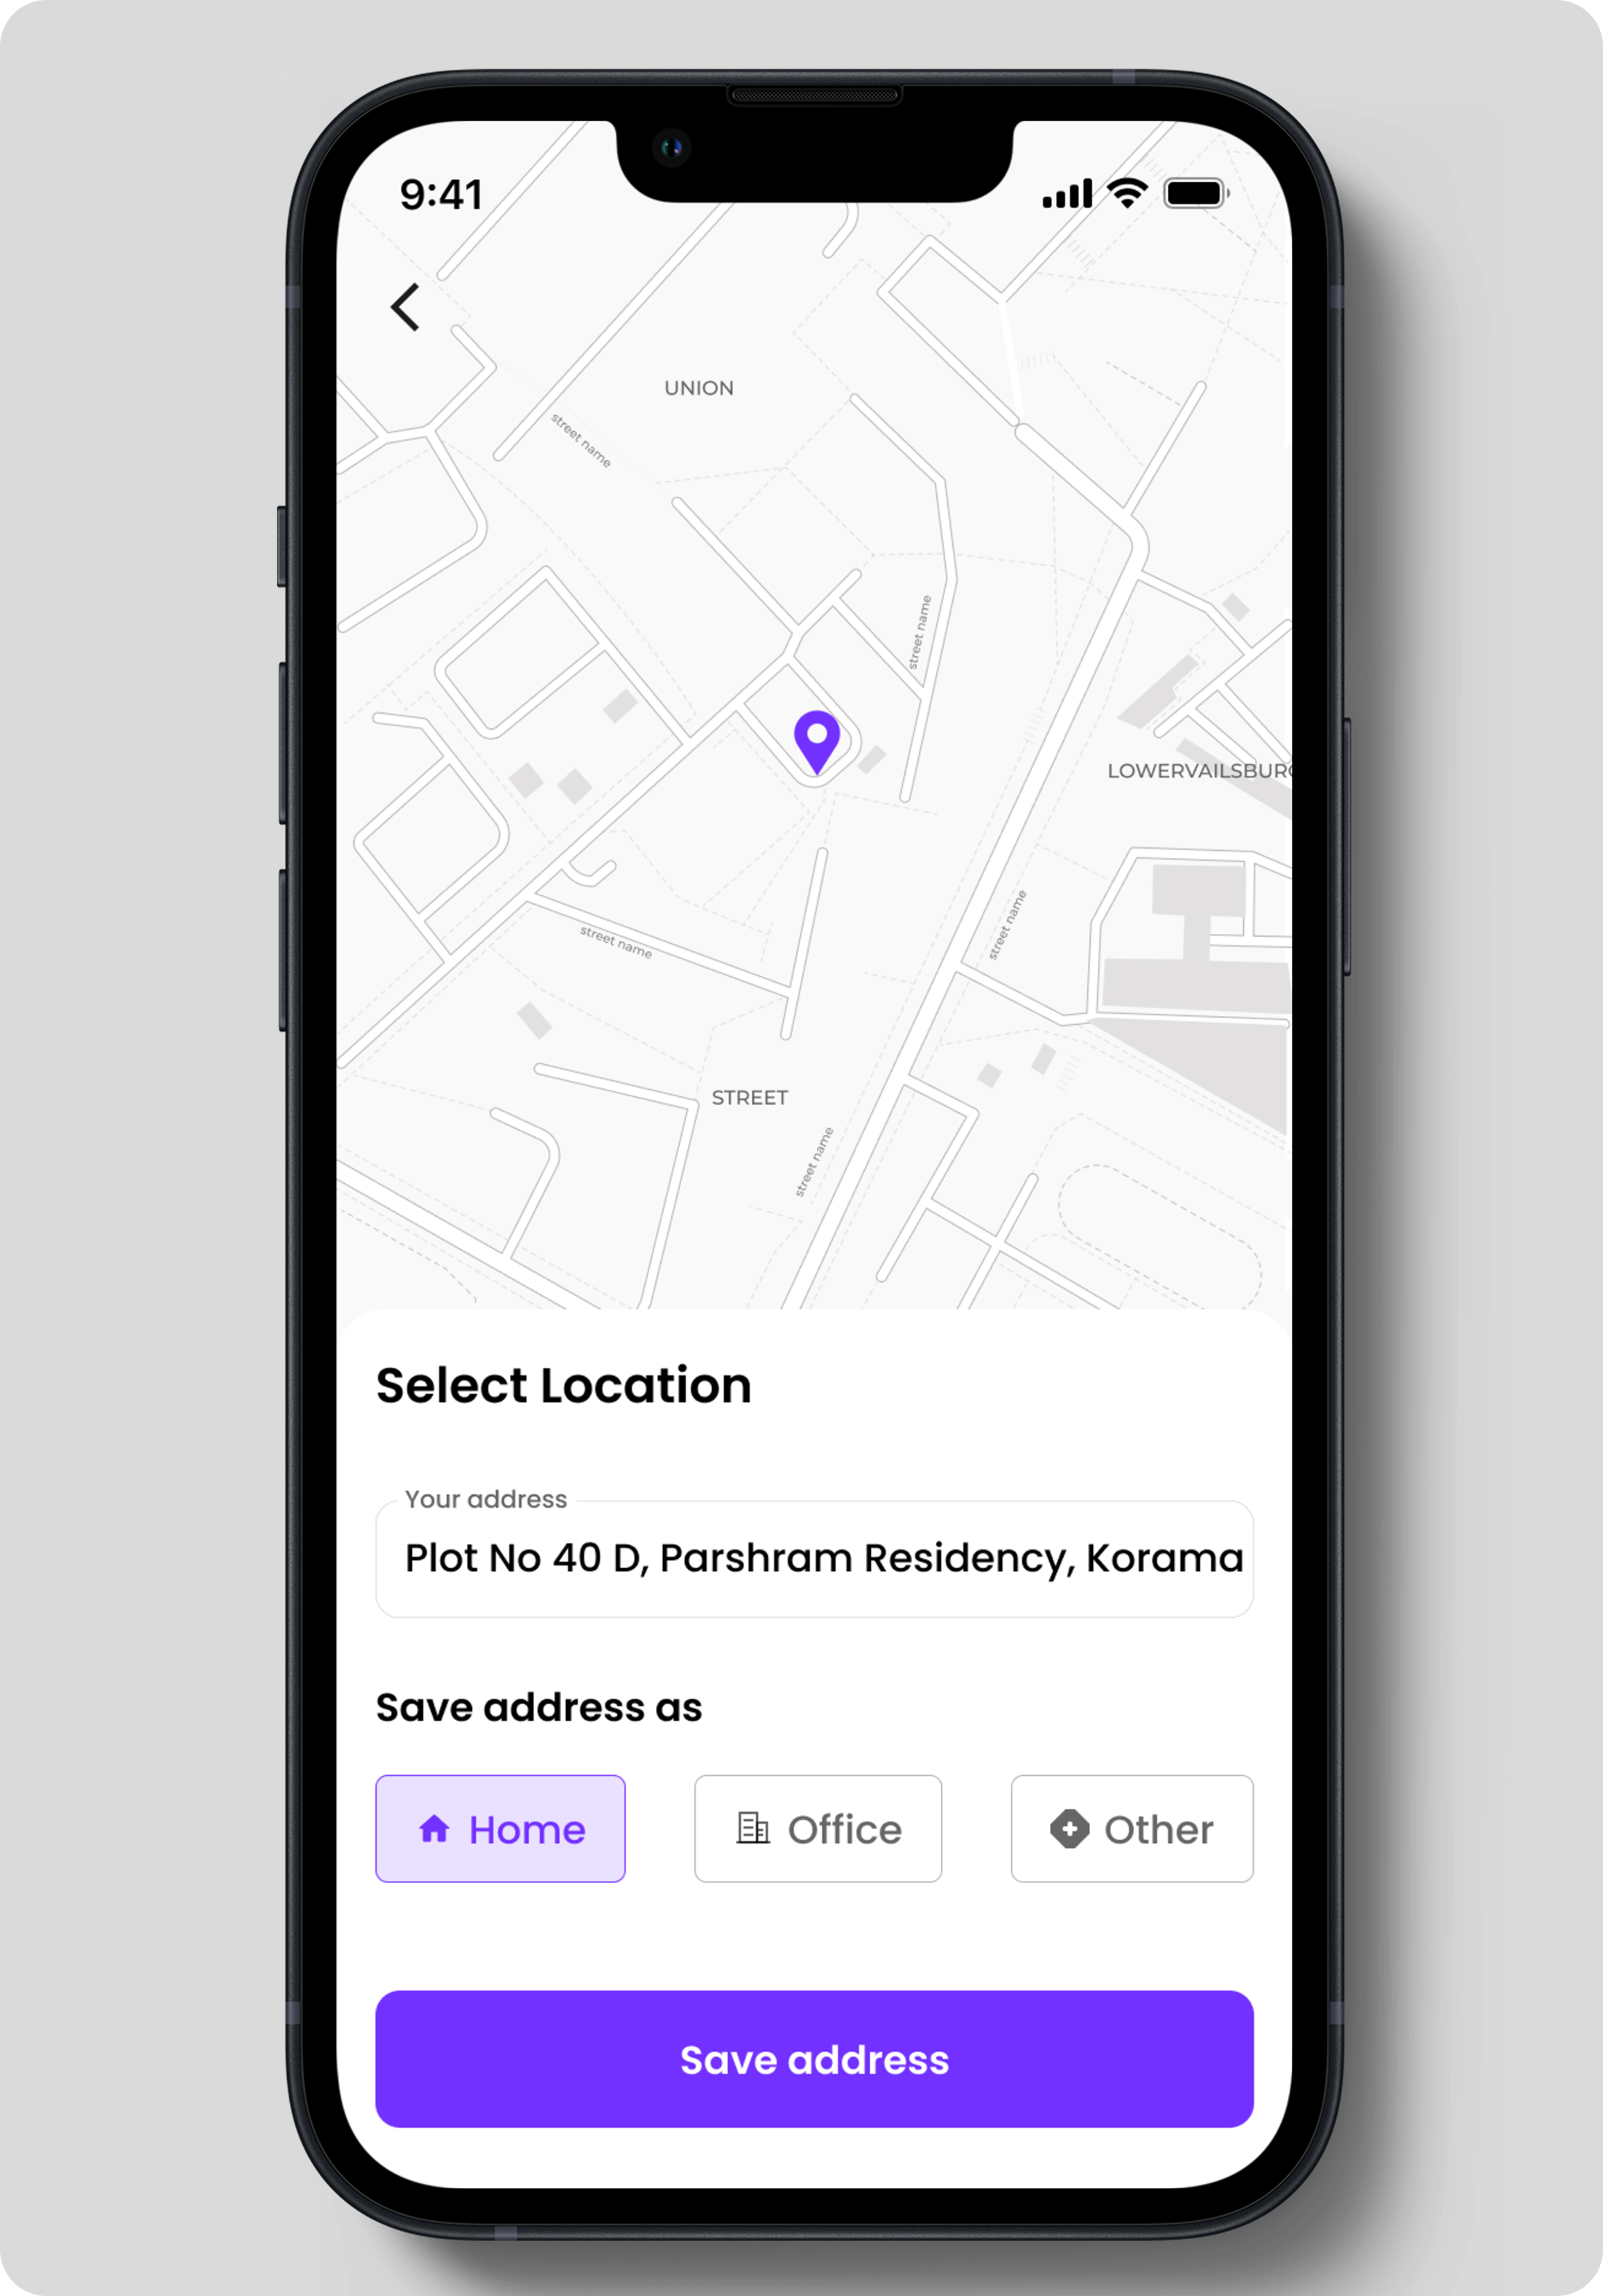 9:41
UNION
street name
street name
LOWERVAILSBURG
street name
street name
STREET
street name
Select Location
Your address
Plot No 40 D, Parshram Residency, Korama
Save address as
Home
Office
Other
Save address